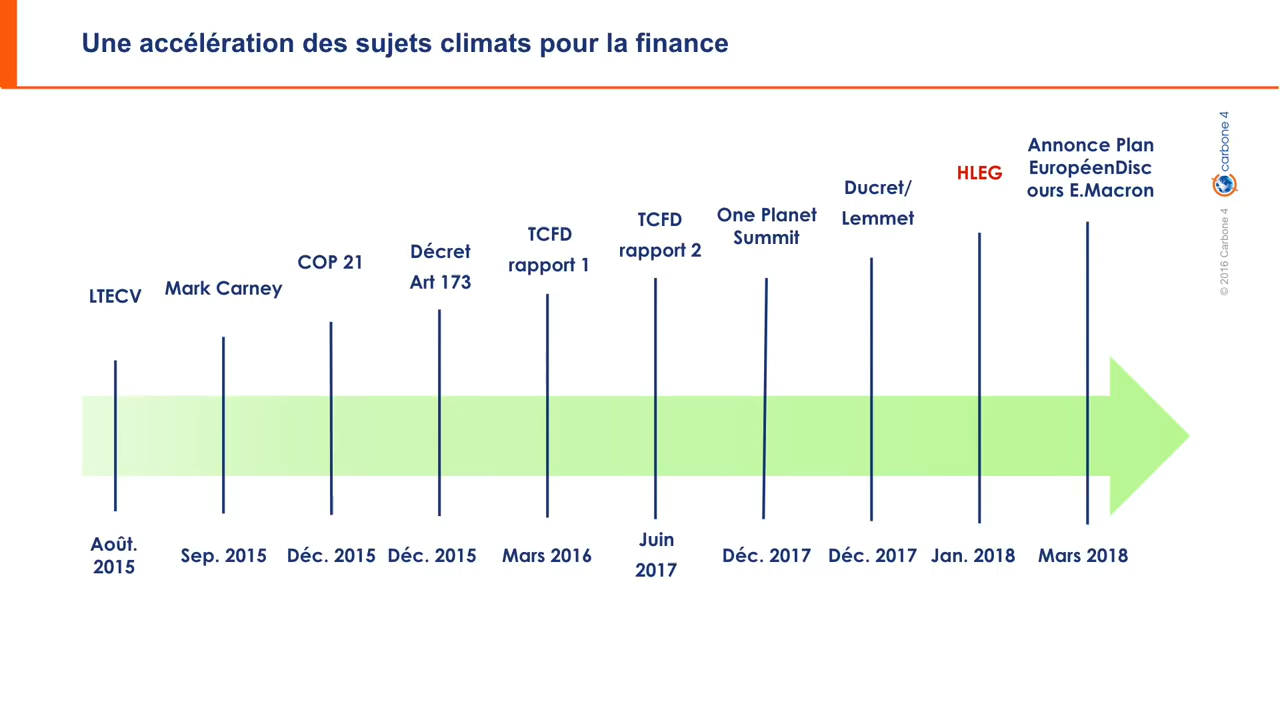 Une accélération des sujets climats pour la finance
LTECV
Mark Carney
COP 21
Décret
Art 173
TCFD
rapport 1
TCFD
rapport 2
One Planet
Summit
Ducret/
Lemmet
HLEG
Annonce Plan
EuropéenDisc
ours E.Macron
Août.
2015
Sep. 2015
Déc. 2015
Déc. 2015
Mars 2016
Juin
2017
Déc. 2017
Déc. 2017
Jan. 2018
Mars 2018
© 2016 Carbone 4
carbone 4